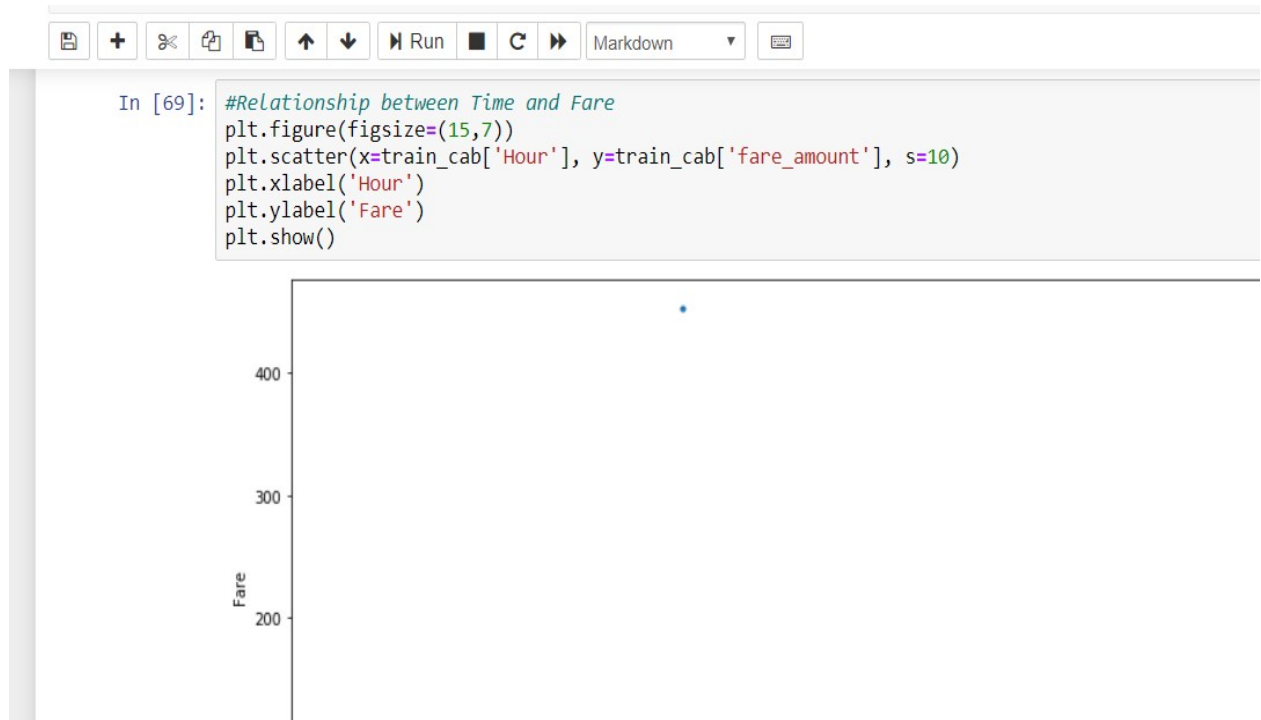 Run Markdown
In [69]: #Relationship between Time and Fare
plt.figure(figsize=(15,7))
plt.scatter(x=train_cab['Hour'], y=train_cab['fare_amount'], s=10)
plt.xlabel('Hour')
plt.ylabel('Fare')
plt.show()
400
300
Fare
200